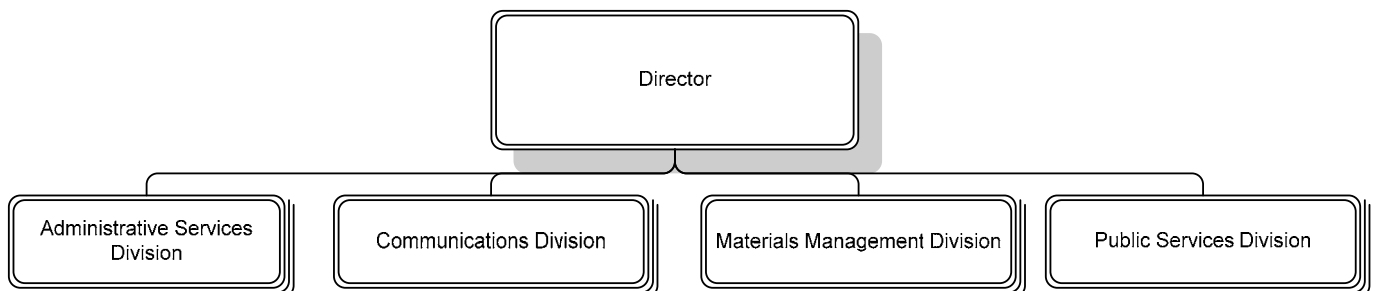 Director
Administrative Services
Division
Communications Division
Materials Management Division
Public Services Division